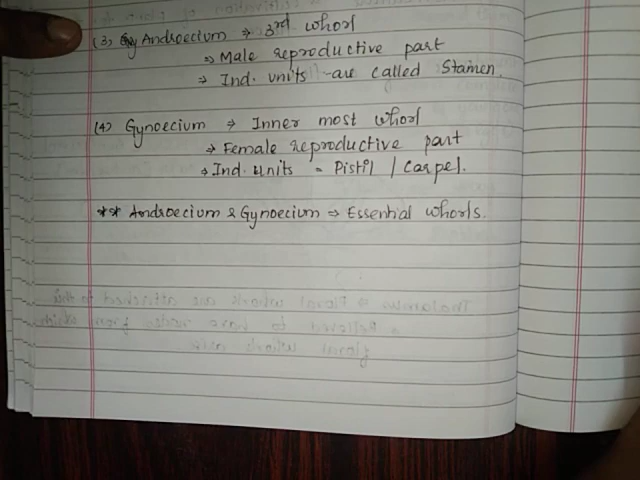 (3) Androecium ⇒ 3rd whorl
⇒ Male reproductive part
⇒ Ind. units are called Stamen.
(4) Gynoecium ⇒ Inner most whorl
⇒ Female reproductive part
⇒ Ind. units = Pistil / Carpel.
** Androecium & Gynoecium ⇒ Essential whorls.